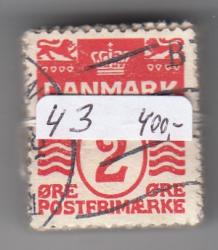 B
DANMARK
43 400,-
2
ØRE ØRE
POSTFRIMÆRKE